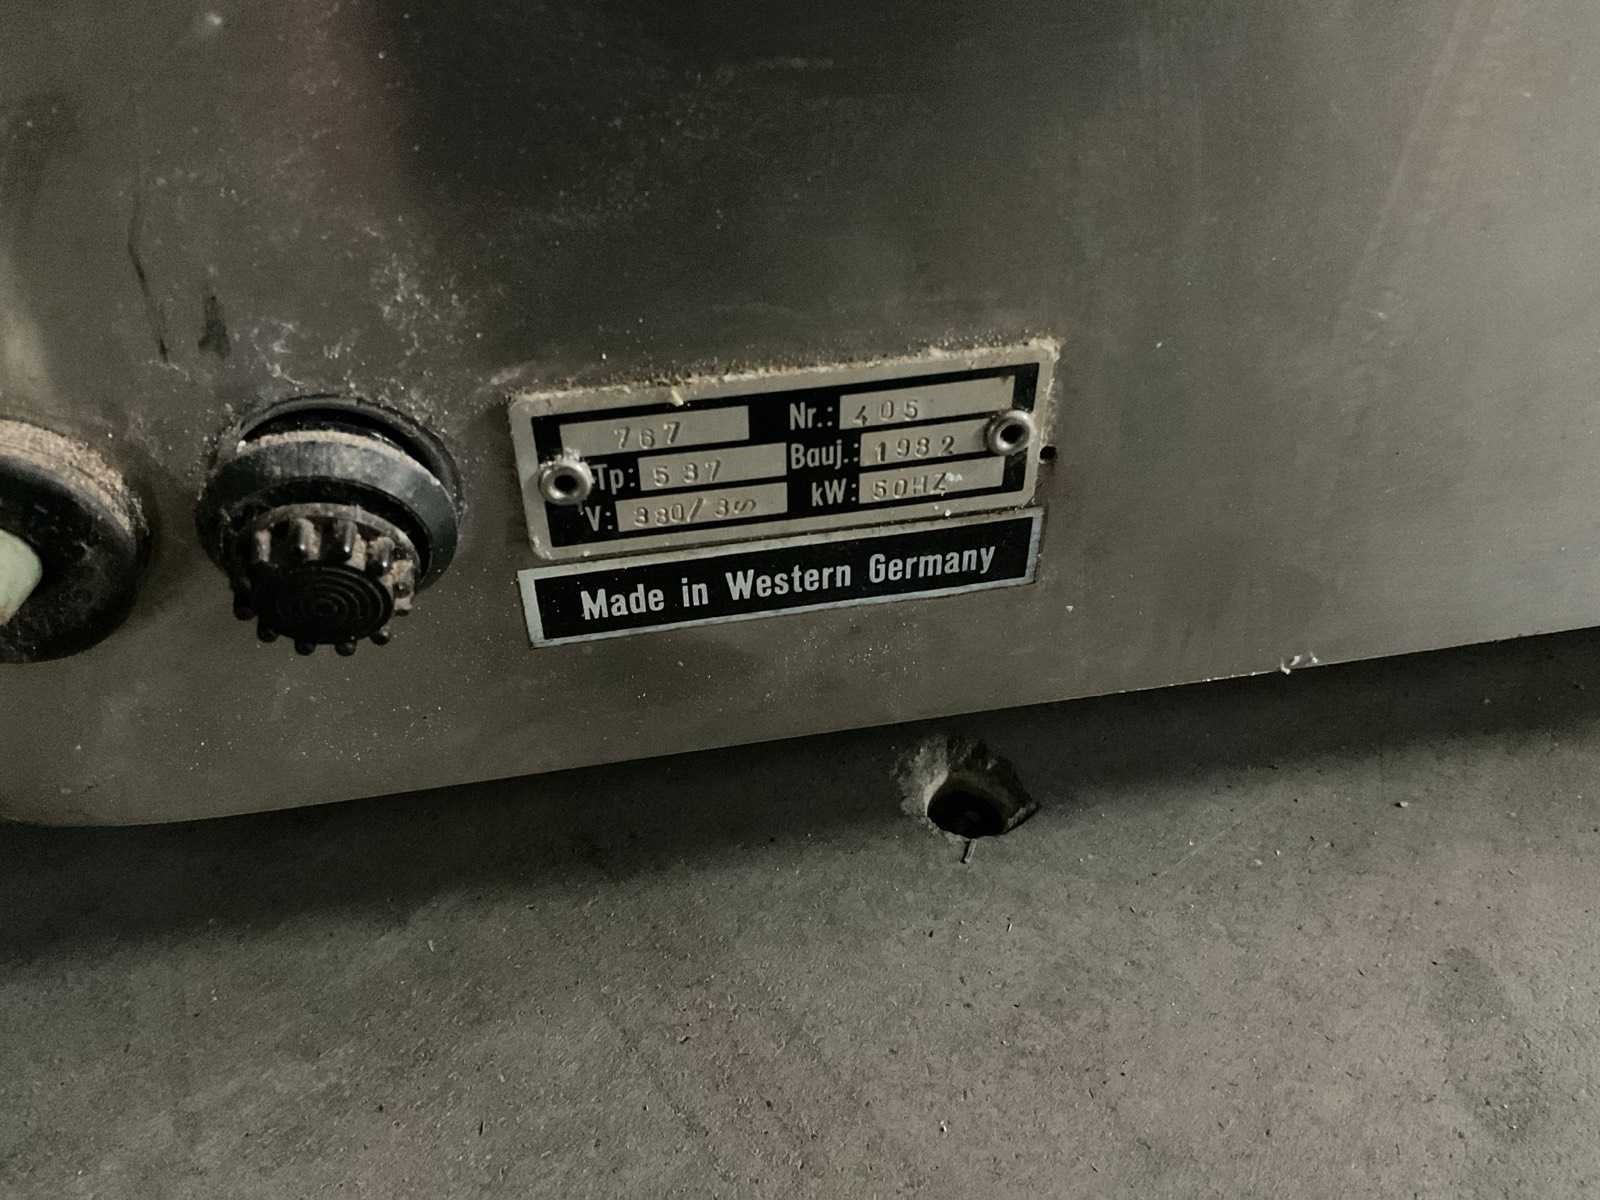 767 Nr.: 405
Tp: 537 Bauj.: 1982
V: 380/3~ kW: 50HZ
Made in Western Germany